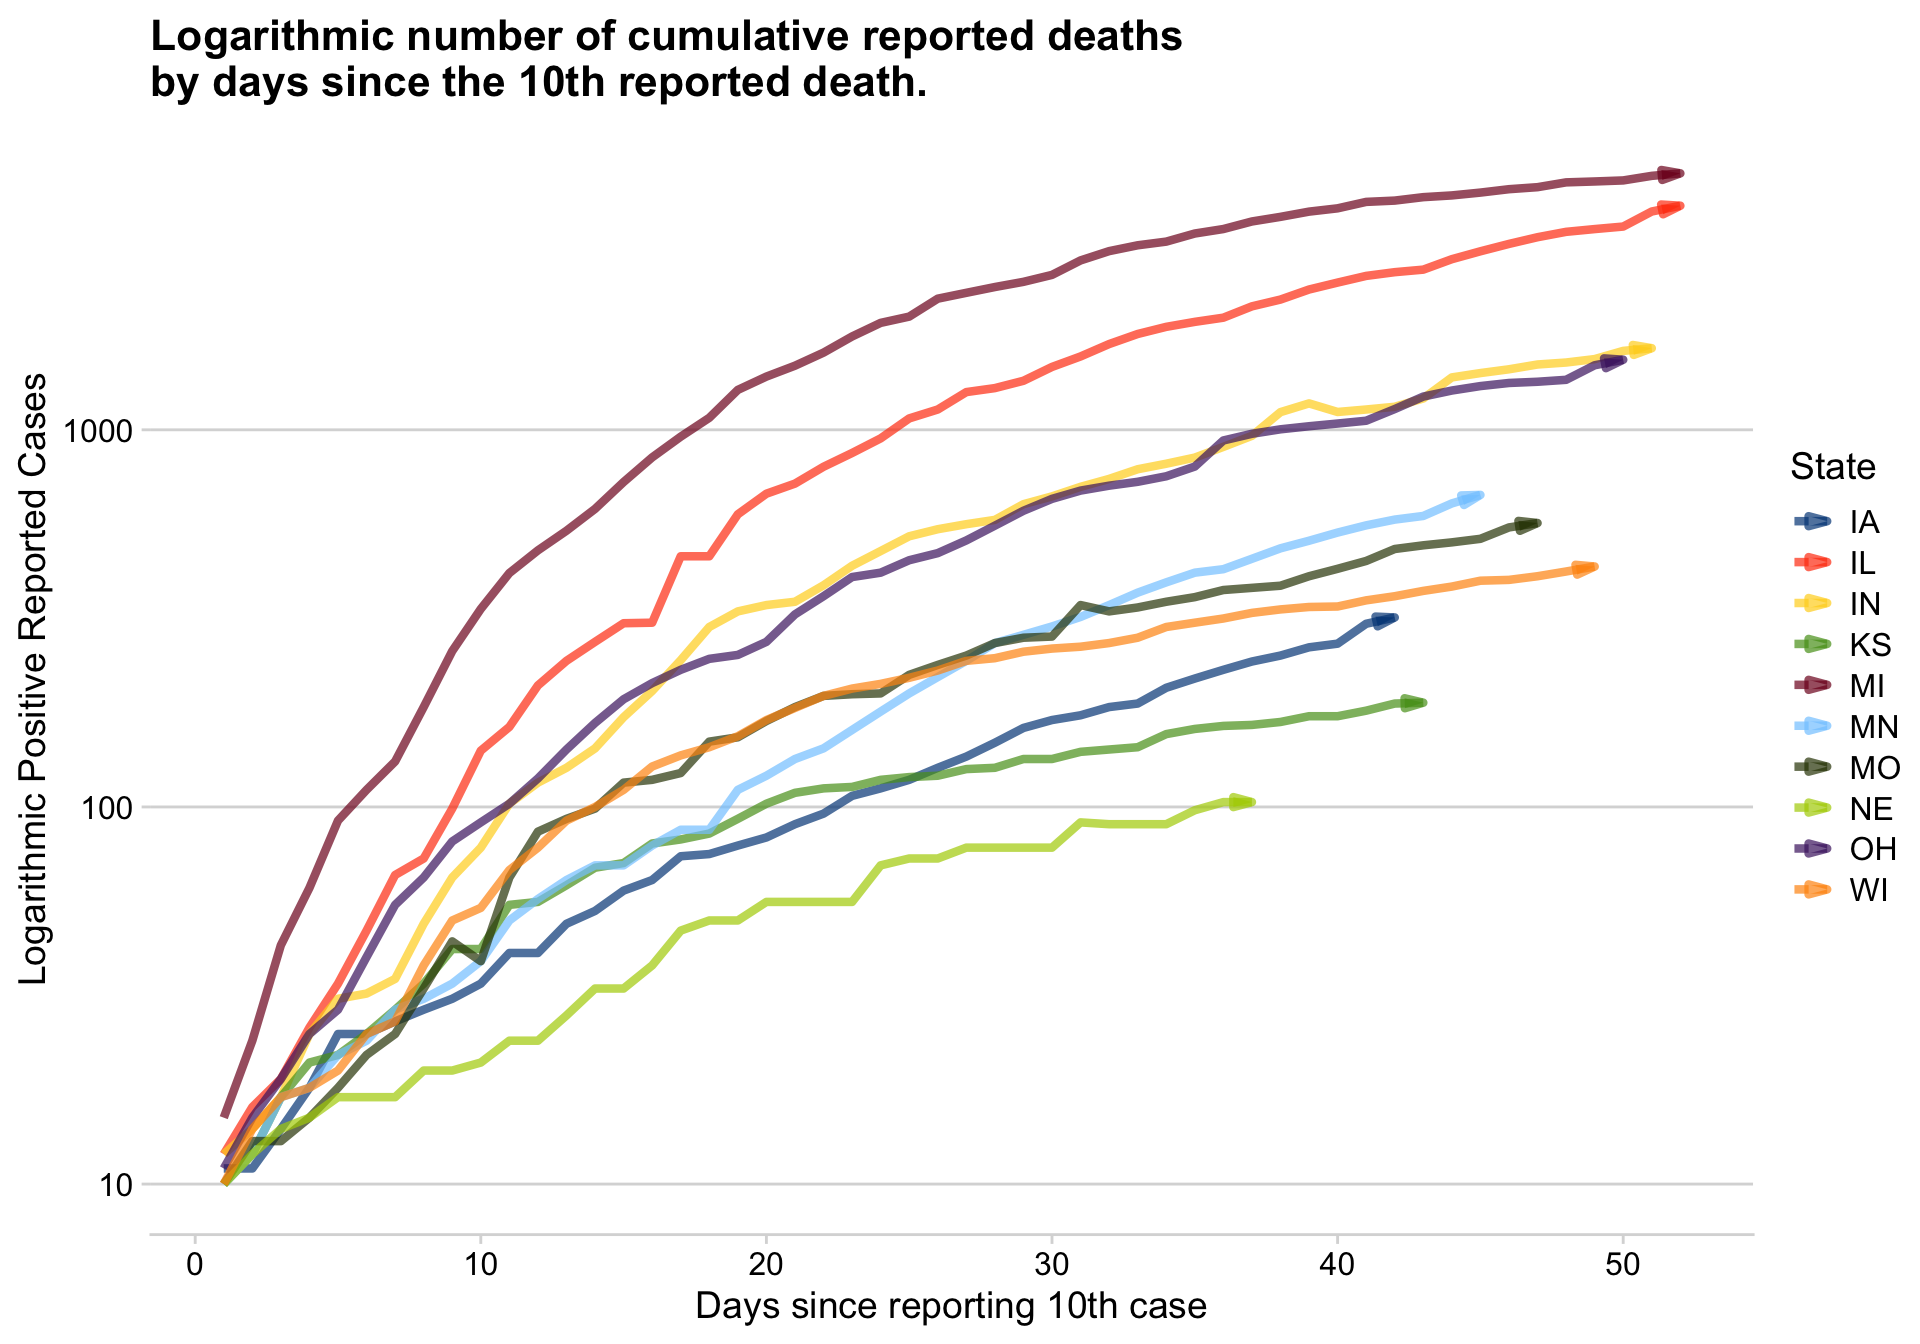 Logarithmic number of cumulative reported deaths
by days since the 10th reported death.
Logarithmic Positive Reported Cases
1000
100
10
0 10 20 30 40 50
Days since reporting 10th case
State
IA
IL
IN
KS
MI
MN
MO
NE
OH
WI